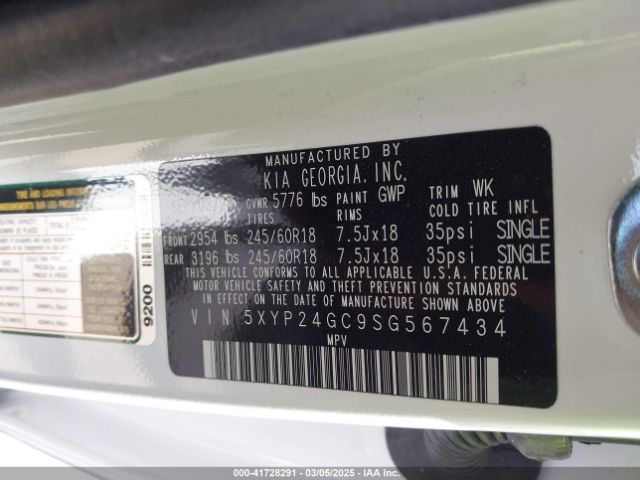 MANUFACTURED BY
KIA GEORGIA, INC.
GVWR 5776 lbs PAINT GWP TRIM WK
TIRES RIMS COLD TIRE INFL
FRONT 2954 lbs 245/60R18 7.5Jx18 35psi SINGLE
REAR 3196 lbs 245/60R18 7.5Jx18 35psi SINGLE
THIS VEHICLE CONFORMS TO ALL APPLICABLE U.S.A. FEDERAL
MOTOR VEHICLE SAFETY AND THEFT PREVENTION STANDARDS
IN EFFECT ON THE DATE OF MANUFACTURE SHOWN ABOVE.
VIN 5XYP24GC9SG567434
MPV
TIRE AND LOADING
9200
000-41728291 - 03/05/2025 - IAA Inc.